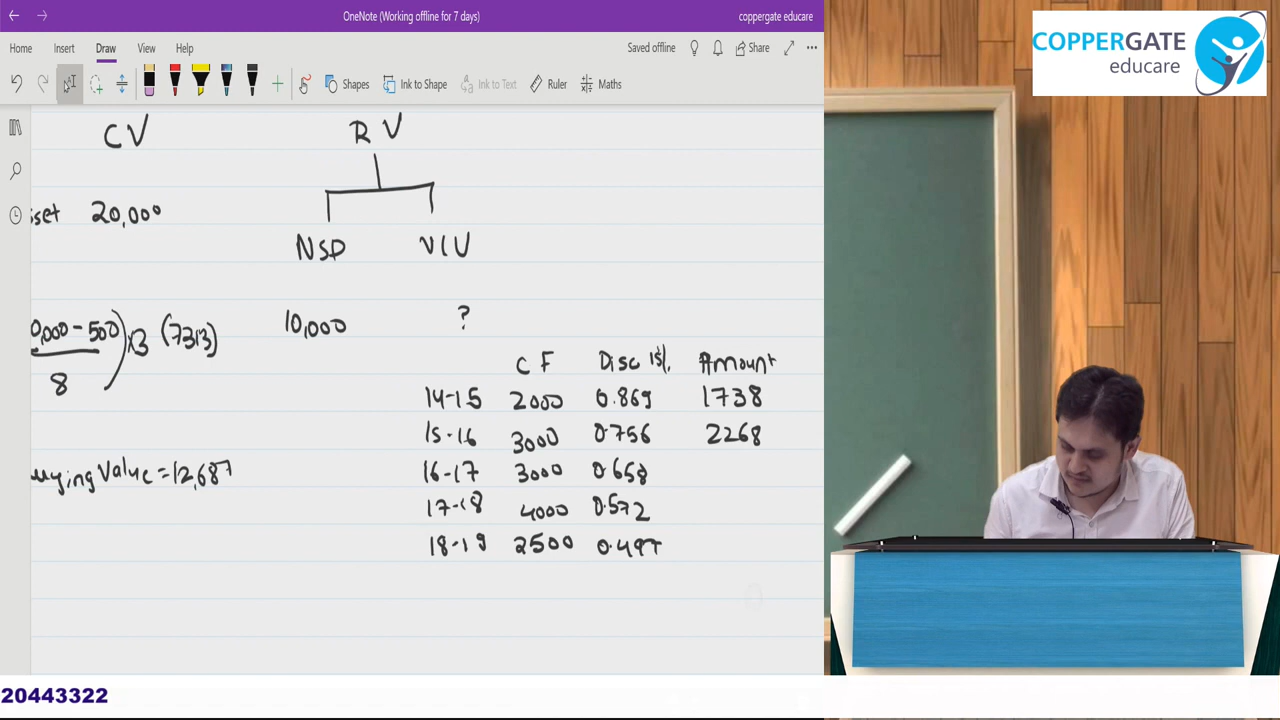 OneNote (Working offline for 7 days)
coppergate educare
Home Insert Draw View Help
Saved offline
Share
Shapes
Ink to Shape
Ink to Text
Ruler
Maths
COPPERGATE
educare
CV
RV
sset 20,000
NSD VIU
0,000 - 500) x 3 (7313)
8
10,000 ?
CF Disc 15%. Amount
14-15 2000 0.869 1738
15-16 3000 0.756 2268
16-17 3000 0.658
17-18 4000 0.572
18-19 2500 0.497
ying Value = 12,687
20443322